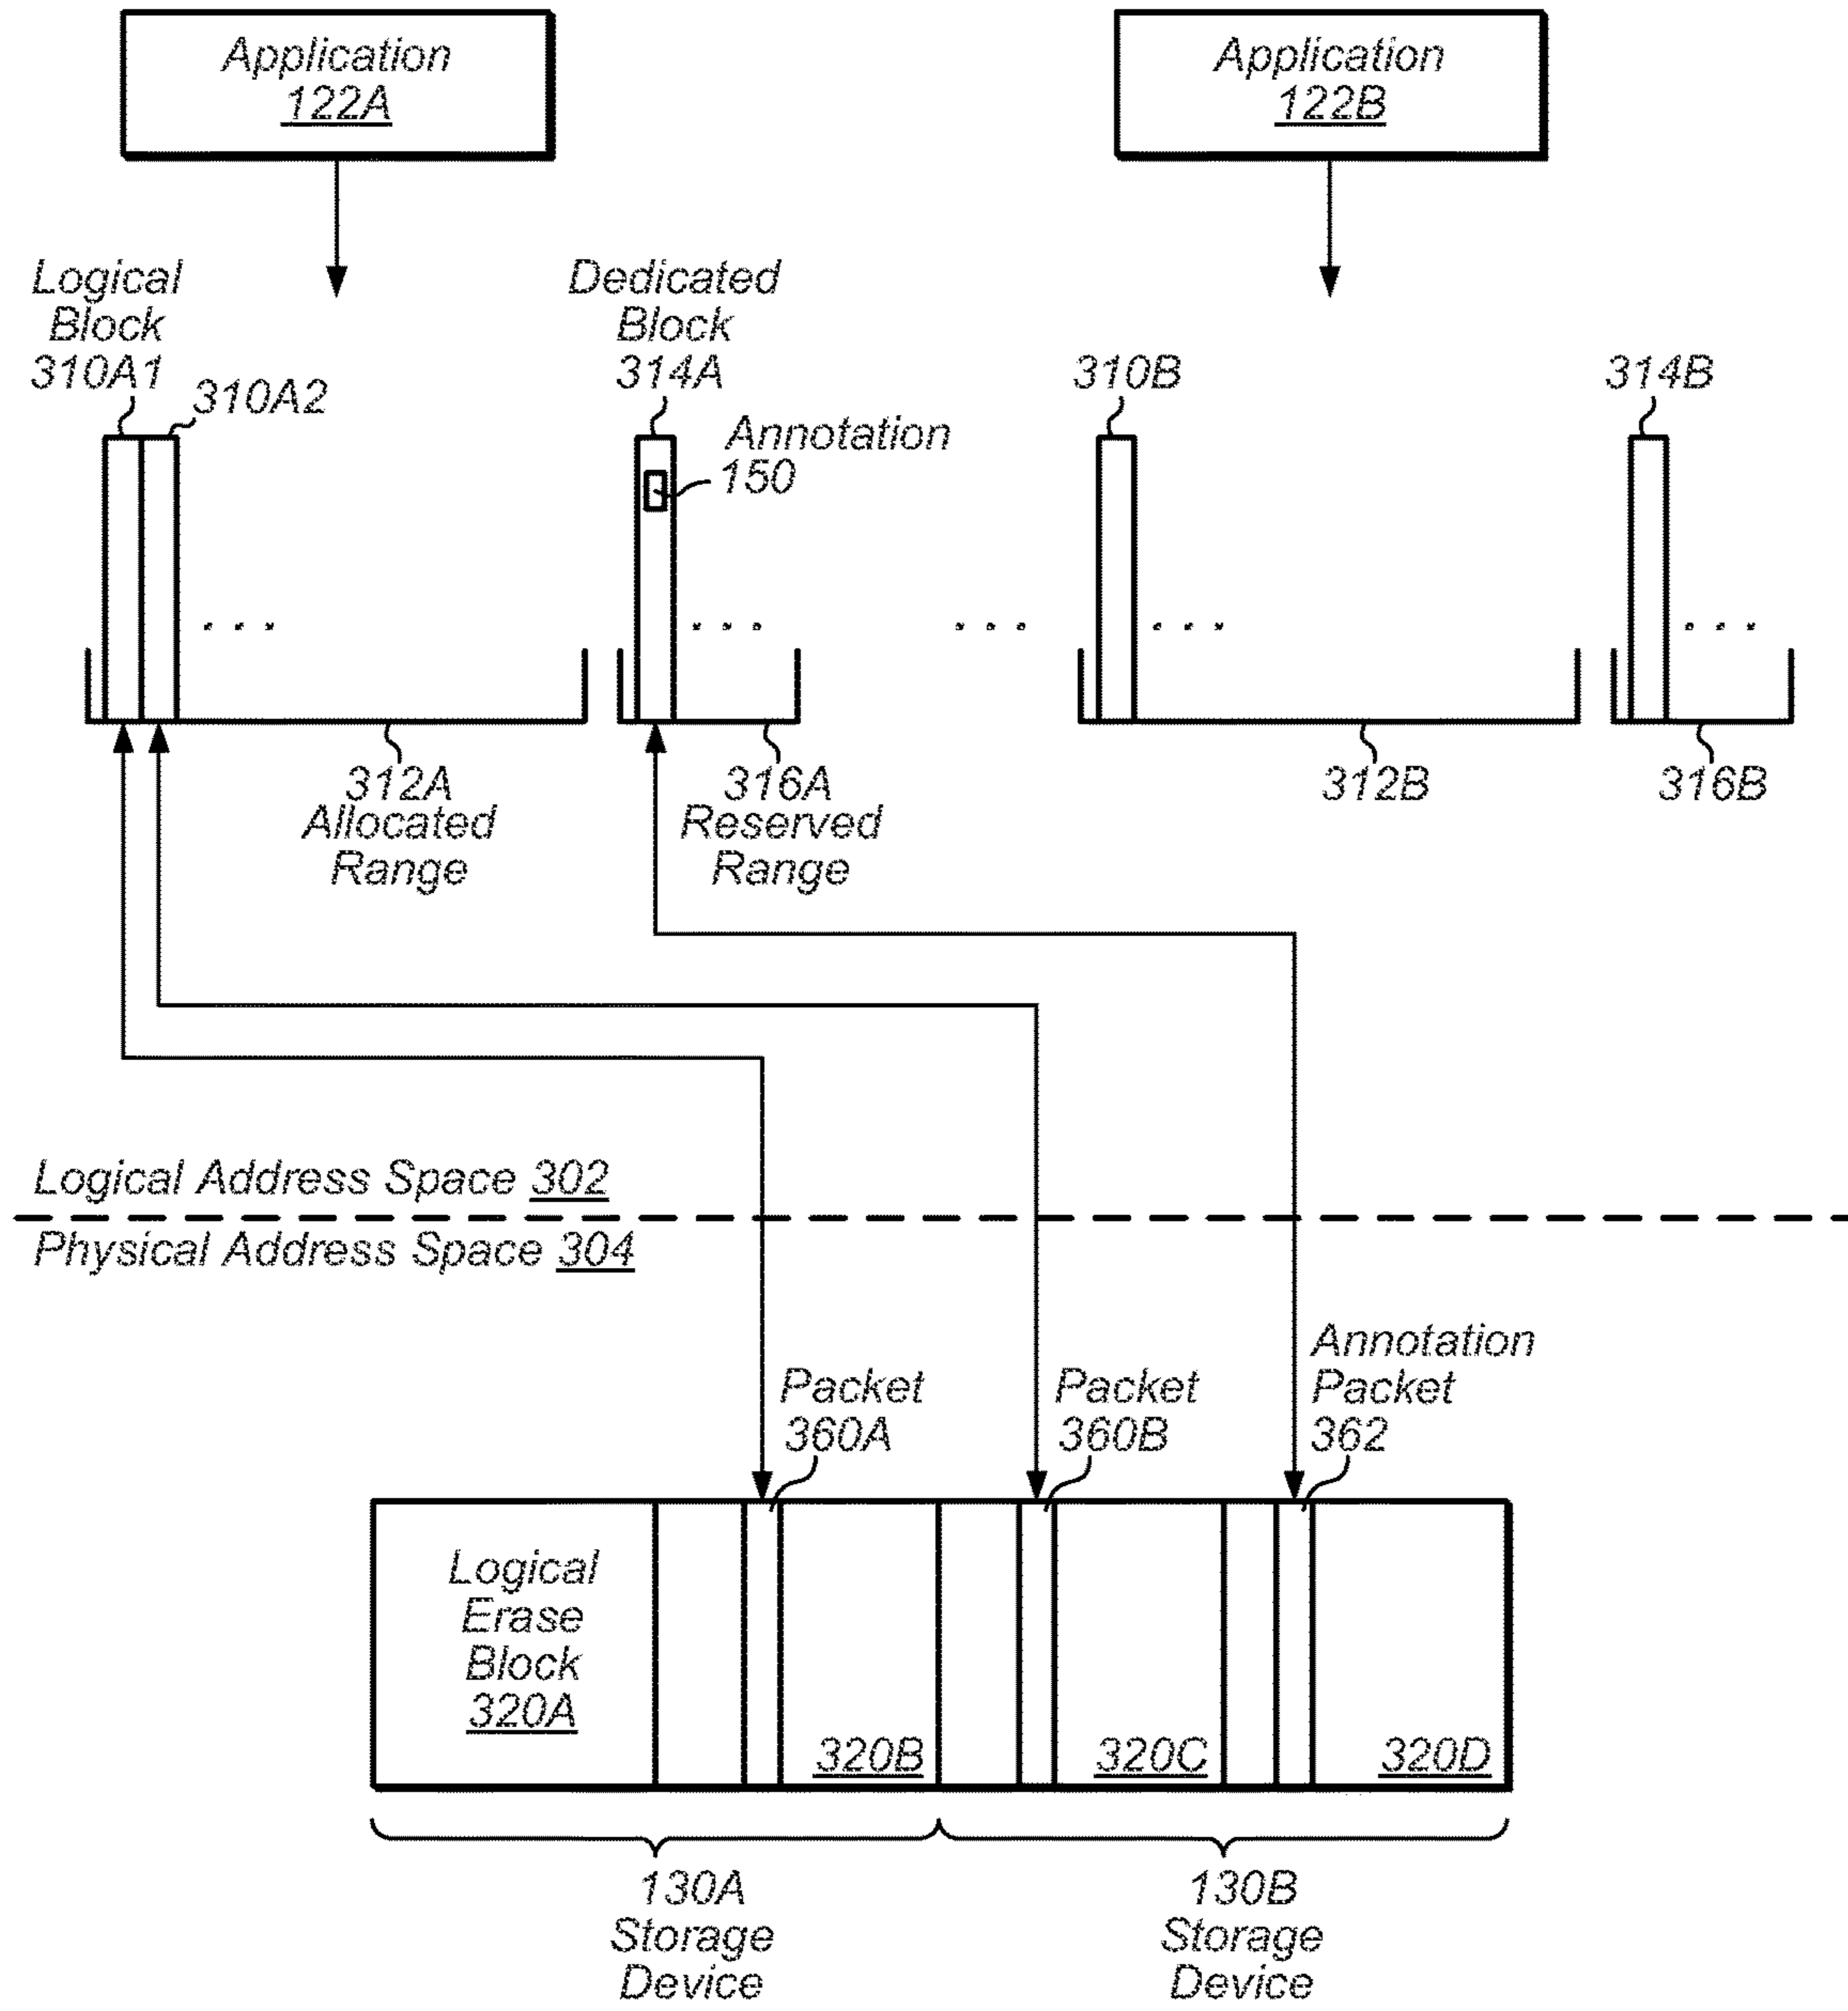 Application
122A
Application
122B
Logical
Block
310A1
310A2
Dedicated
Block
314A
Annotation
150
310B
314B
312A
Allocated
Range
316A
Reserved
Range
312B
316B
Logical Address Space 302
Physical Address Space 304
Packet
360A
Packet
360B
Annotation
Packet
362
Logical
Erase
Block
320A
320B
320C
320D
130A
Storage
Device
130B
Storage
Device